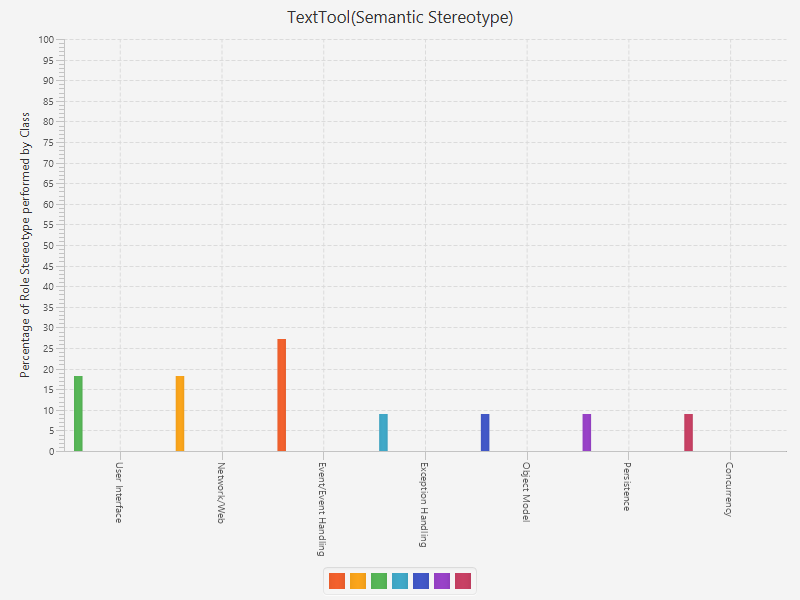 TextTool(Semantic Stereotype)
Percentage of Role Stereotype performed by Class
100
95
90
85
80
75
70
65
60
55
50
45
40
35
30
25
20
15
10
5
0
User Interface
Network/Web
Event/Event Handling
Exception Handling
Object Model
Persistence
Concurrency